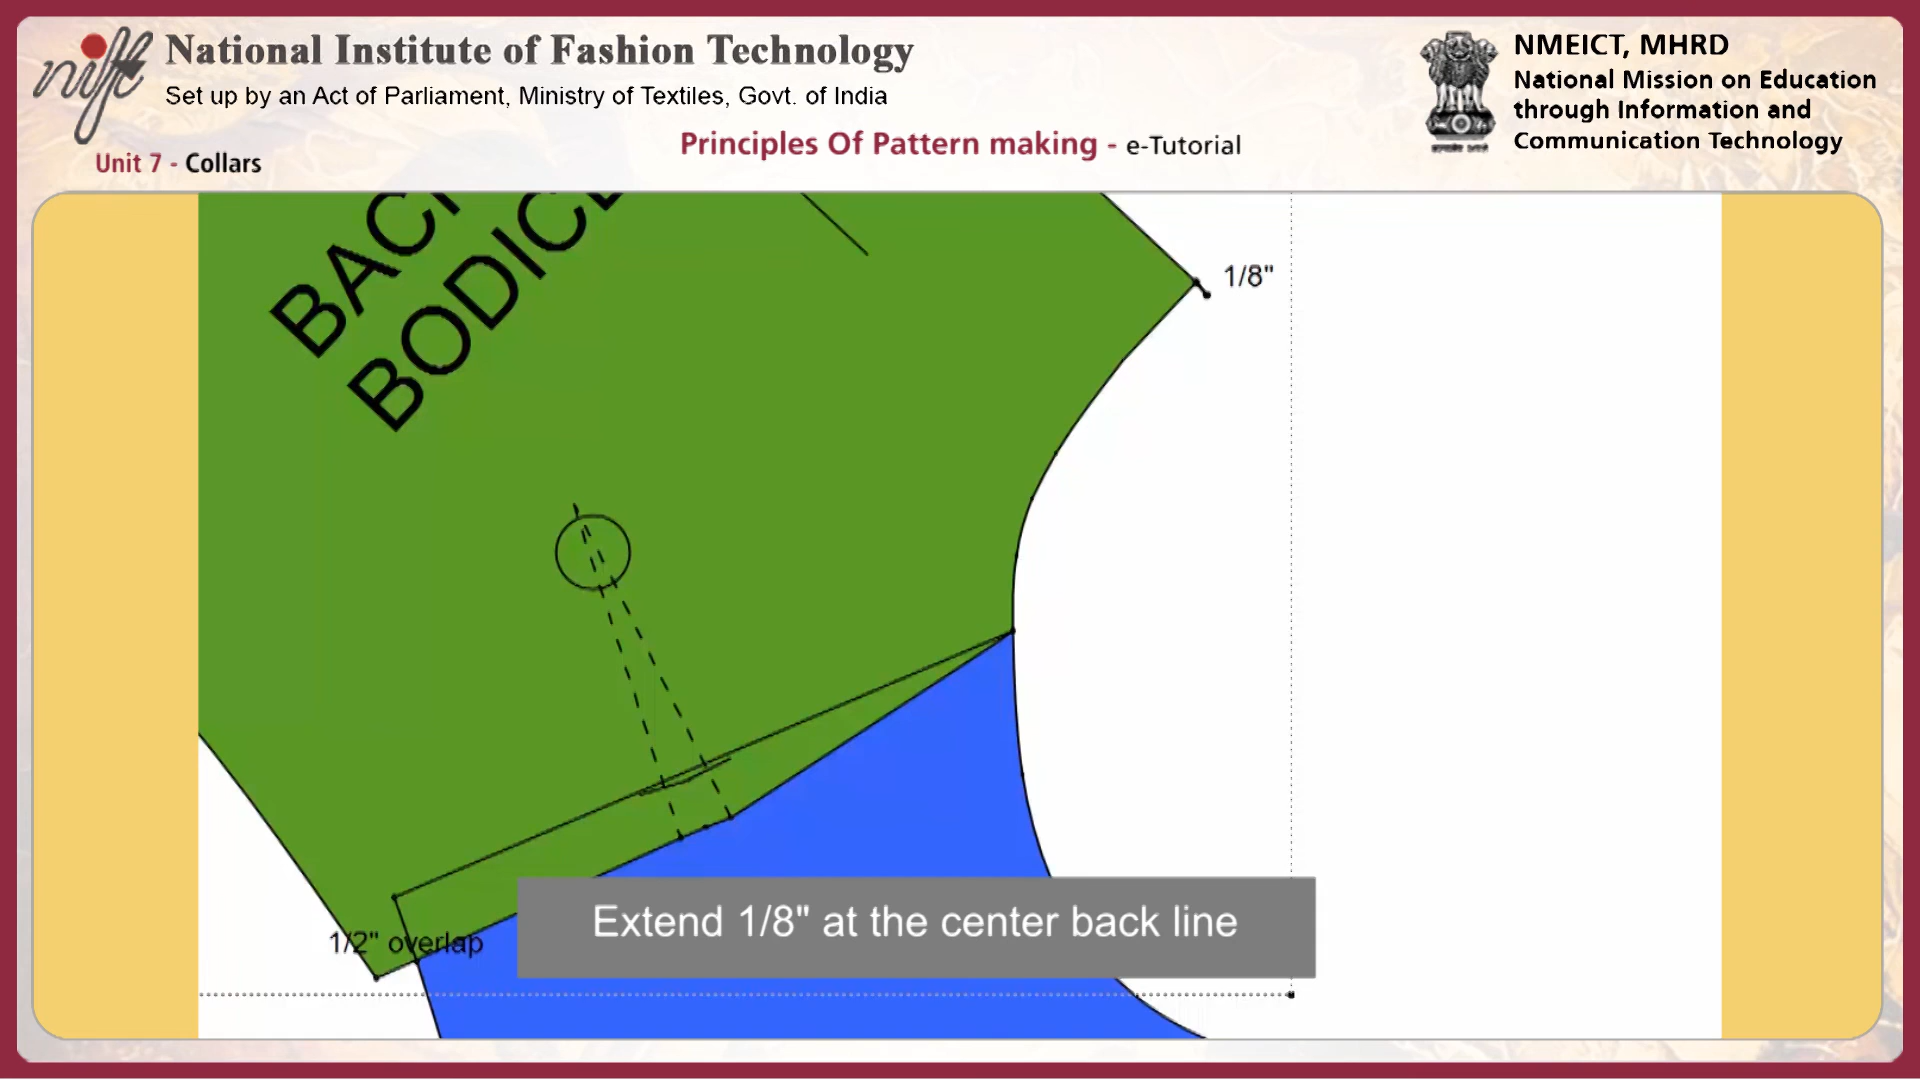 nift
National Institute of Fashion Technology
Set up by an Act of Parliament, Ministry of Textiles, Govt. of India
NMEICT, MHRD
National Mission on Education
through Information and
Communication Technology
Principles Of Pattern making - e-Tutorial
Unit 7 - Collars
1/8"
BODICE
1/2" overlap
Extend 1/8" at the center back line